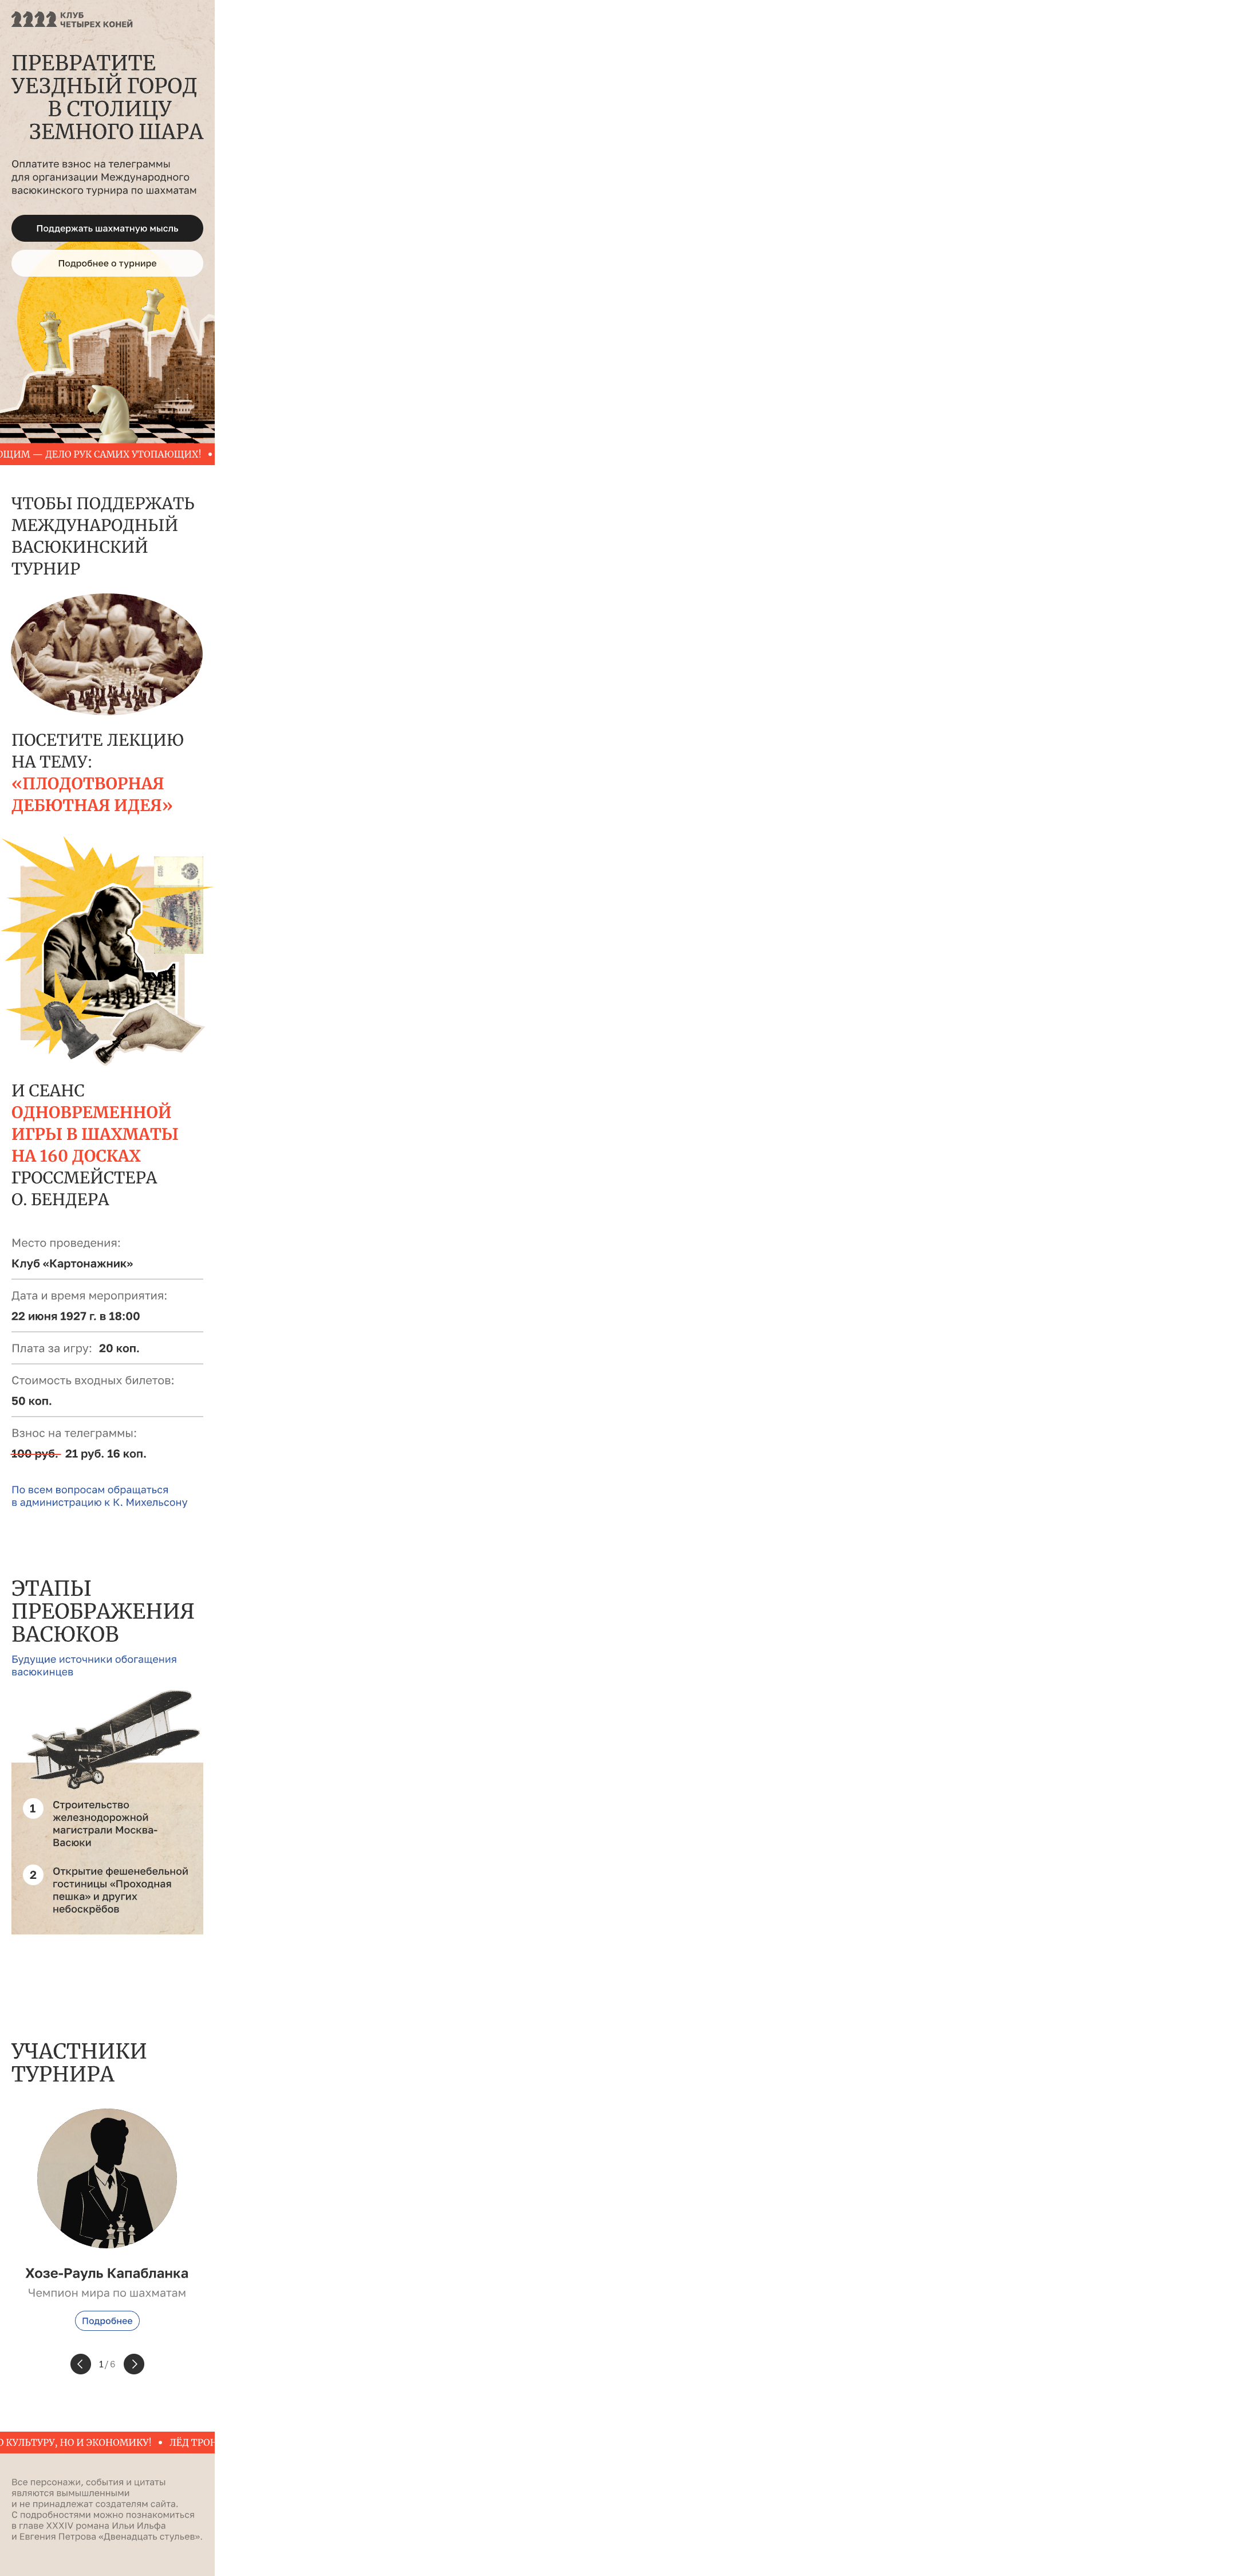 КЛУБ
ЧЕТЫРЕХ КОНЕЙ
ПРЕВРАТИТЕ
УЕЗДНЫЙ ГОРОД
В СТОЛИЦУ
ЗЕМНОГО ШАРА
Оплатите взнос на телеграммы
для организации Международного
васюкинского турнира по шахматам
Поддержать шахматную мысль
Подробнее о турнире
ЮЩИМ — ДЕЛО РУК САМИХ УТОПАЮЩИХ! •
ЧТОБЫ ПОДДЕРЖАТЬ
МЕЖДУНАРОДНЫЙ
ВАСЮКИНСКИЙ
ТУРНИР
ПОСЕТИТЕ ЛЕКЦИЮ
НА ТЕМУ:
«ПЛОДОТВОРНАЯ
ДЕБЮТНАЯ ИДЕЯ»
И СЕАНС
ОДНОВРЕМЕННОЙ
ИГРЫ В ШАХМАТЫ
НА 160 ДОСКАХ
ГРОССМЕЙСТЕРА
О. БЕНДЕРА
Место проведения:
Клуб «Картонажник»
Дата и время мероприятия:
22 июня 1927 г. в 18:00
Плата за игру: 20 коп.
Стоимость входных билетов:
50 коп.
Взнос на телеграммы:
100 руб. 21 руб. 16 коп.
По всем вопросам обращаться
в администрацию к К. Михельсону
ЭТАПЫ
ПРЕОБРАЖЕНИЯ
ВАСЮКОВ
Будущие источники обогащения
васюкинцев
1 Строительство
железнодорожной
магистрали Москва-
Васюки
2 Открытие фешенебельной
гостиницы «Проходная
пешка» и других
небоскрёбов
УЧАСТНИКИ
ТУРНИРА
Хозе-Рауль Капабланка
Чемпион мира по шахматам
Подробнее
1 / 6
О КУЛЬТУРУ, НО И ЭКОНОМИКУ! • ЛЁД ТРОН
Все персонажи, события и цитаты
являются вымышленными
и не принадлежат создателям сайта.
С подробностями можно познакомиться
в главе XXXIV романа Ильи Ильфа
и Евгения Петрова «Двенадцать стульев».